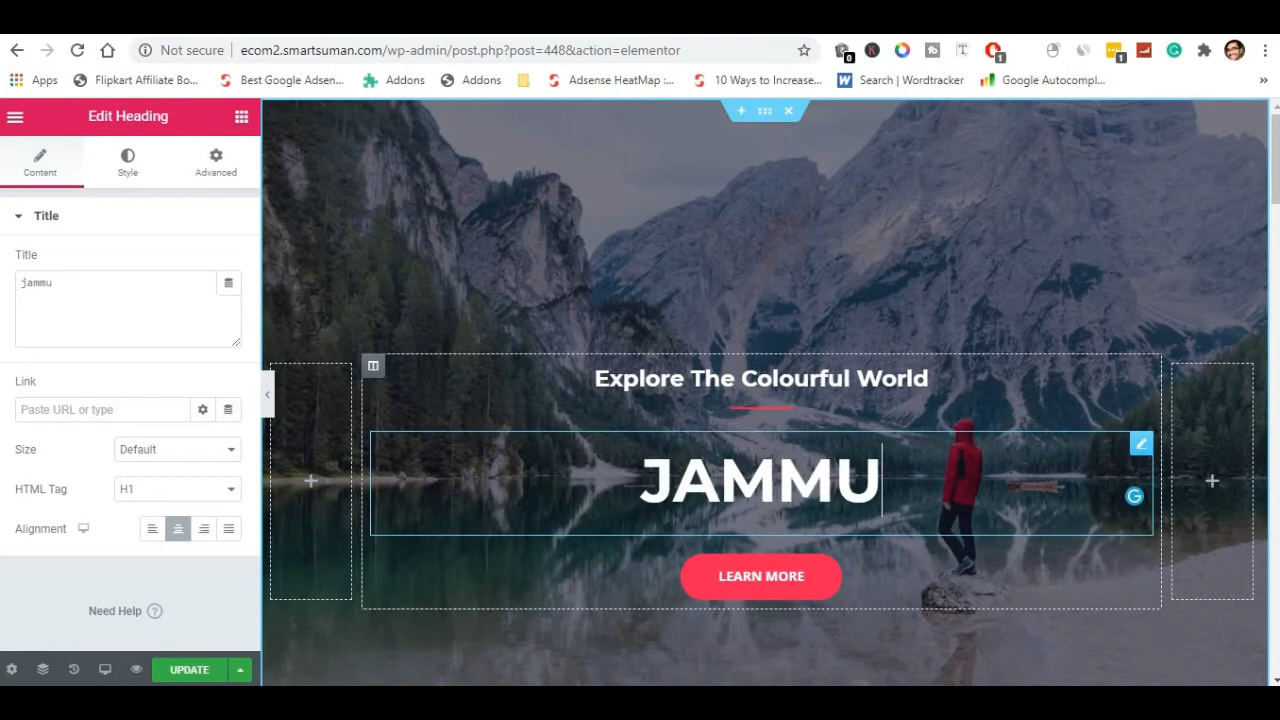 Not secure
ecom2.smartsuman.com/wp-admin/post.php?post=448&action=elementor
0
1
1
Apps
Flipkart Affiliate Bo...
Best Google Adsen...
Addons
Addons
Adsense HeatMap :...
10 Ways to Increase...
Search | Wordtracker
Google Autocompl...
»
Edit Heading
Content
Style
Advanced
Title
Title
jammu
Link
Paste URL or type
Size
Default
HTML Tag
H1
Alignment
Need Help ?
UPDATE
Explore The Colourful World
JAMMU
LEARN MORE